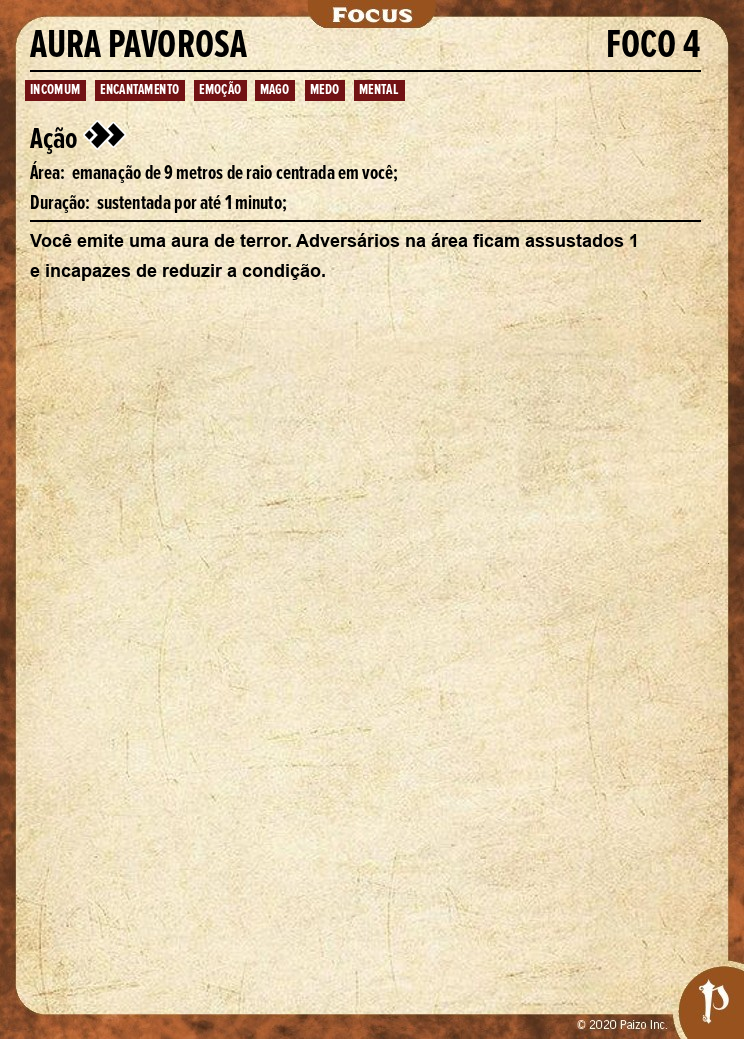 Focus
AURA PAVOROSA FOCO 4
INCOMUM ENCANTAMENTO EMOÇÃO MAGO MEDO MENTAL
Ação
Área: emanação de 9 metros de raio centrada em você;
Duração: sustentada por até 1 minuto;
Você emite uma aura de terror. Adversários na área ficam assustados 1
e incapazes de reduzir a condição.
© 2020 Paizo Inc.